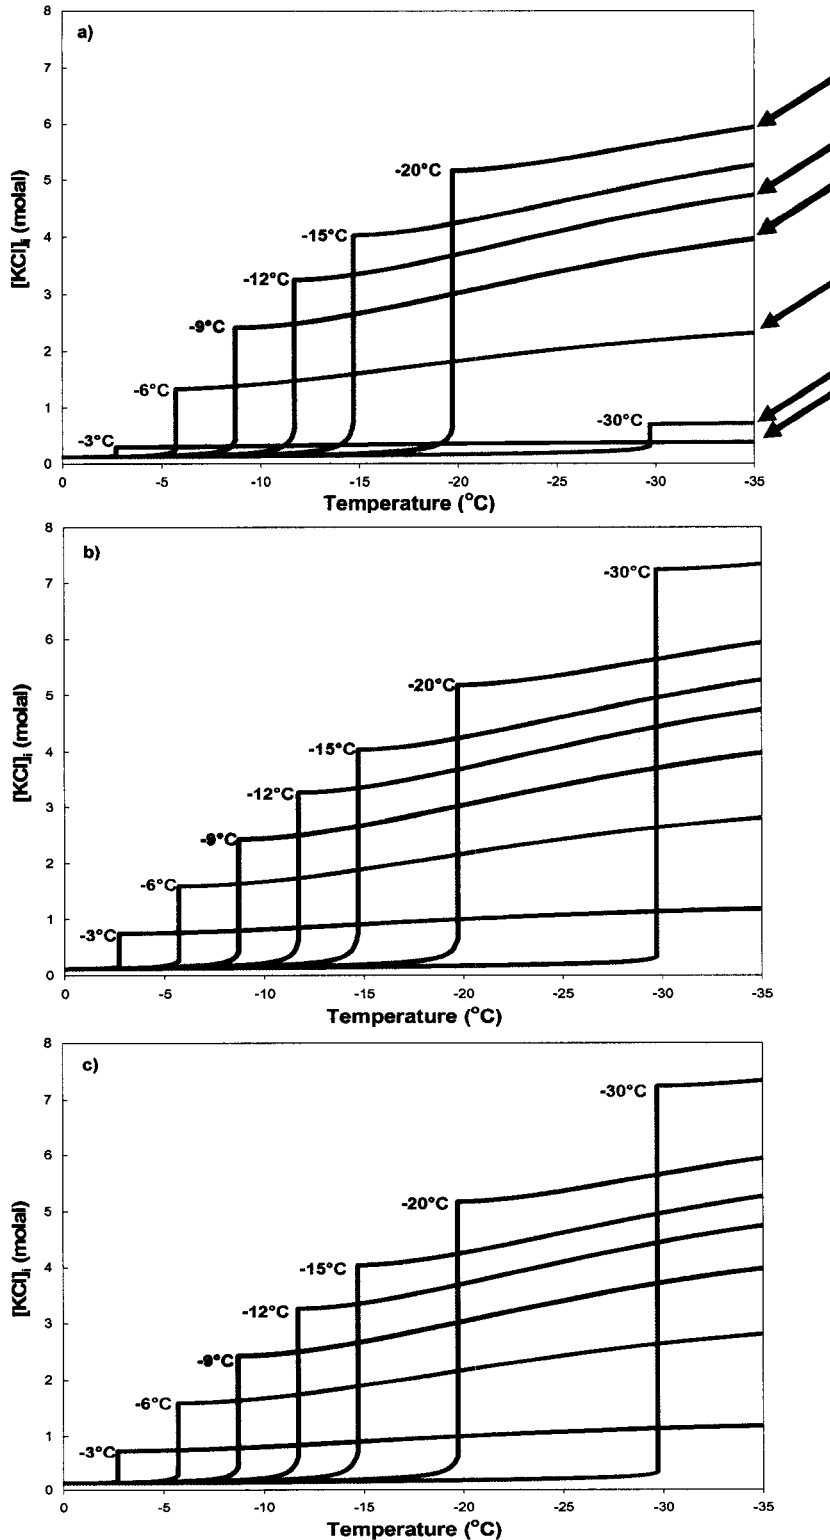 a)
8
7
6
5
4
3
2
1
0
[KCl]i (molal)
-20°C
-15°C
-12°C
-9°C
-6°C
-3°C
-30°C
0 -5 -10 -15 -20 -25 -30 -35
Temperature (°C)
b)
8
7
6
5
4
3
2
1
0
[KCl]i (molal)
-30°C
-20°C
-15°C
-12°C
-9°C
-6°C
-3°C
0 -5 -10 -15 -20 -25 -30 -35
Temperature (°C)
c)
8
7
6
5
4
3
2
1
0
[KCl]i (molal)
-30°C
-20°C
-15°C
-12°C
-9°C
-6°C
-3°C
0 -5 -10 -15 -20 -25 -30 -35
Temperature (°C)